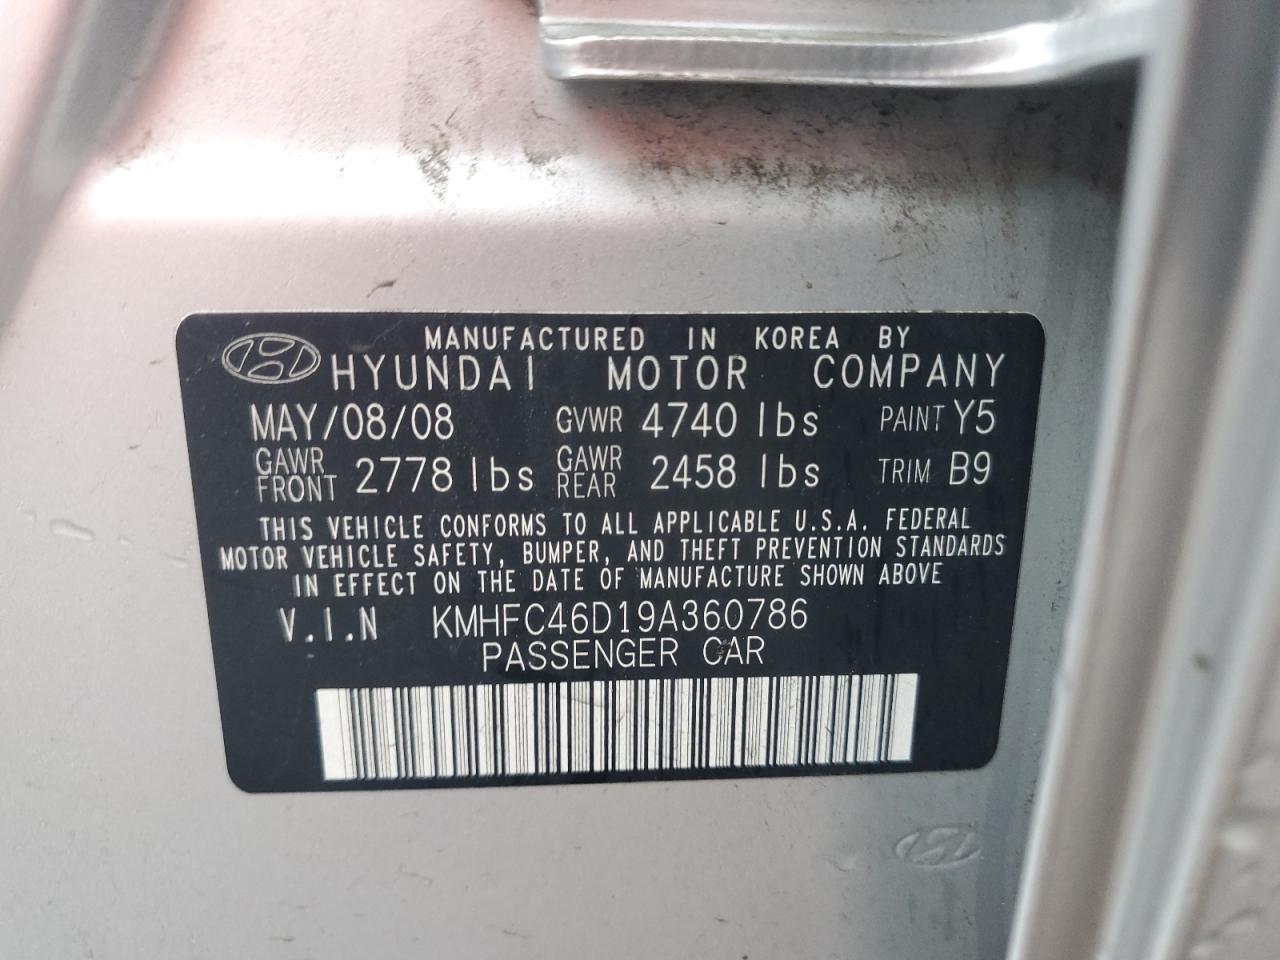 MANUFACTURED IN KOREA BY
HYUNDAI MOTOR COMPANY
MAY/08/08 GVWR 4740 lbs PAINT Y5
GAWR FRONT 2778 lbs GAWR REAR 2458 lbs TRIM B9
THIS VEHICLE CONFORMS TO ALL APPLICABLE U.S.A. FEDERAL
MOTOR VEHICLE SAFETY, BUMPER, AND THEFT PREVENTION STANDARDS
IN EFFECT ON THE DATE OF MANUFACTURE SHOWN ABOVE
V.I.N KMHFC46D19A360786
PASSENGER CAR